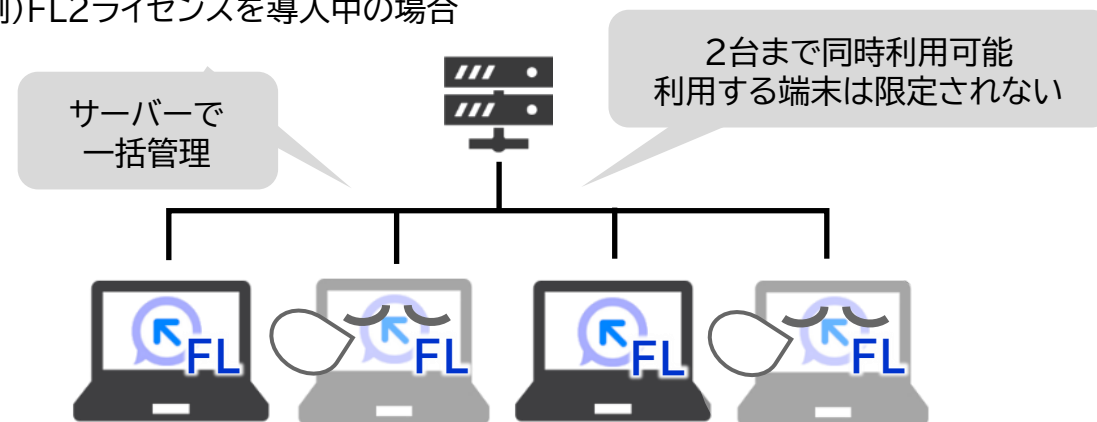 例)FL2ライセンスを導入中の場合
サーバーで
一括管理
2台まで同時利用可能
利用する端末は限定されない
FL
FL
FL
FL